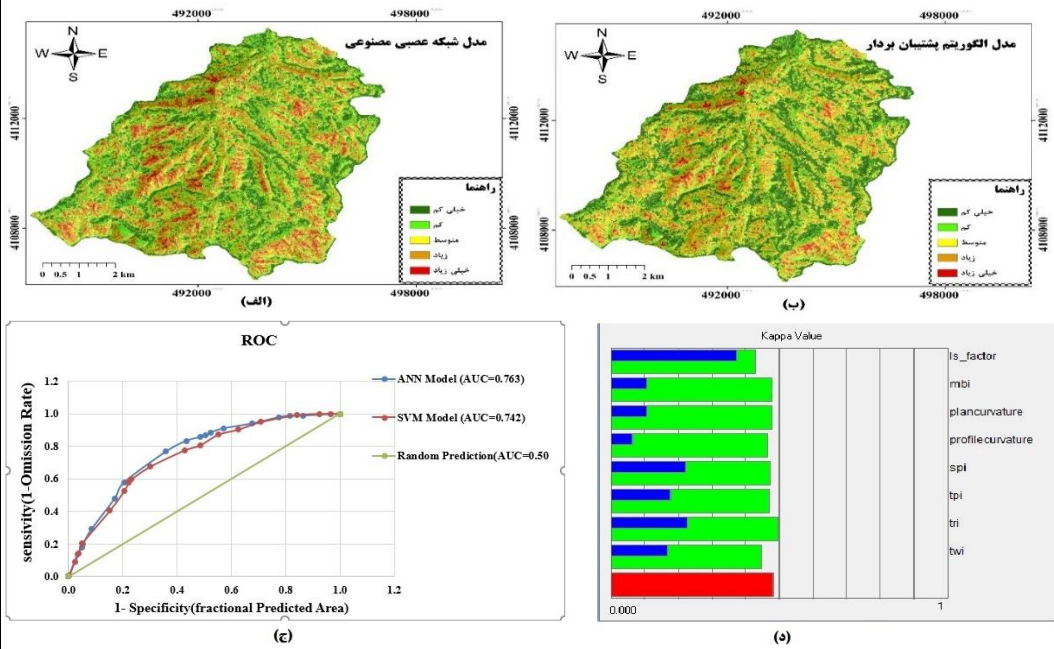 492000 498000
مدل شبکه عصبی مصنوعی
N
W E
S
4112000
4112000
راهنما
خیلی کم
کم
متوسط
زیاد
خیلی زیاد
4108000
4108000
0 0.5 1 2 km
492000 498000
(الف)
492000 498000
مدل الگوریتم پشتیبان بردار
N
W E
S
4112000
4112000
راهنما
خیلی کم
کم
متوسط
زیاد
خیلی زیاد
4108000
4108000
0 0.5 1 2 km
492000 498000
(ب)
ROC
sensivity(1-Omission Rate)
1.2
1.0
0.8
0.6
0.4
0.2
0.0
0.0 0.2 0.4 0.6 0.8 1.0 1.2
1- Specificity(fractional Predicted Area)
ANN Model (AUC=0.763)
SVM Model (AUC=0.742)
Random Prediction(AUC=0.50
(ج)
Kappa Value
ls_factor
mbi
plancurvature
profilecurvature
spi
tpi
tri
twi
0.000 1
(د)